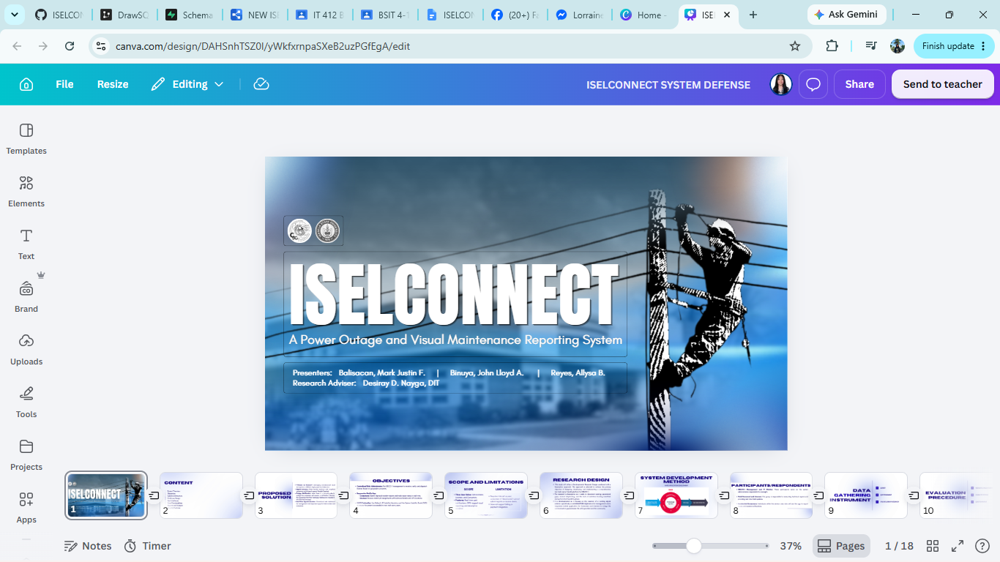 ISELCON
DrawSQ
Schema
NEW ISE
IT 412 B
BSIT 4-1
ISELCON
(20+) Fa
Lorraine
Home -
ISE
Ask Gemini
canva.com/design/DAHSnhTSZ0I/yWkfxrnpaSXeB2uzPGfEgA/edit
Finish update
File
Resize
Editing
ISELCONNECT SYSTEM DEFENSE
Share
Send to teacher
Templates
Elements
Text
Brand
Uploads
Tools
Projects
Apps
ISELCONNECT
A Power Outage and Visual Maintenance Reporting System
Presenters: Balisacan, Mark Justin F. | Binuya, John Lloyd A. | Reyes, Allysa B.
Research Adviser: Desiray D. Nayga, DIT
ISELCONNECT
1
CONTENT
2
PROPOSED
SOLUTION
3
OBJECTIVES
4
SCOPE AND LIMITATIONS
SCOPE
LIMITATION
5
RESEARCH DESIGN
6
SYSTEM DEVELOPMENT
METHOD
7
PARTICIPANTS/RESPONDENTS
8
DATA
GATHERING
INSTRUMENT
9
EVALUATION
PROCEDURE
10
Notes
Timer
37%
Pages
1 / 18